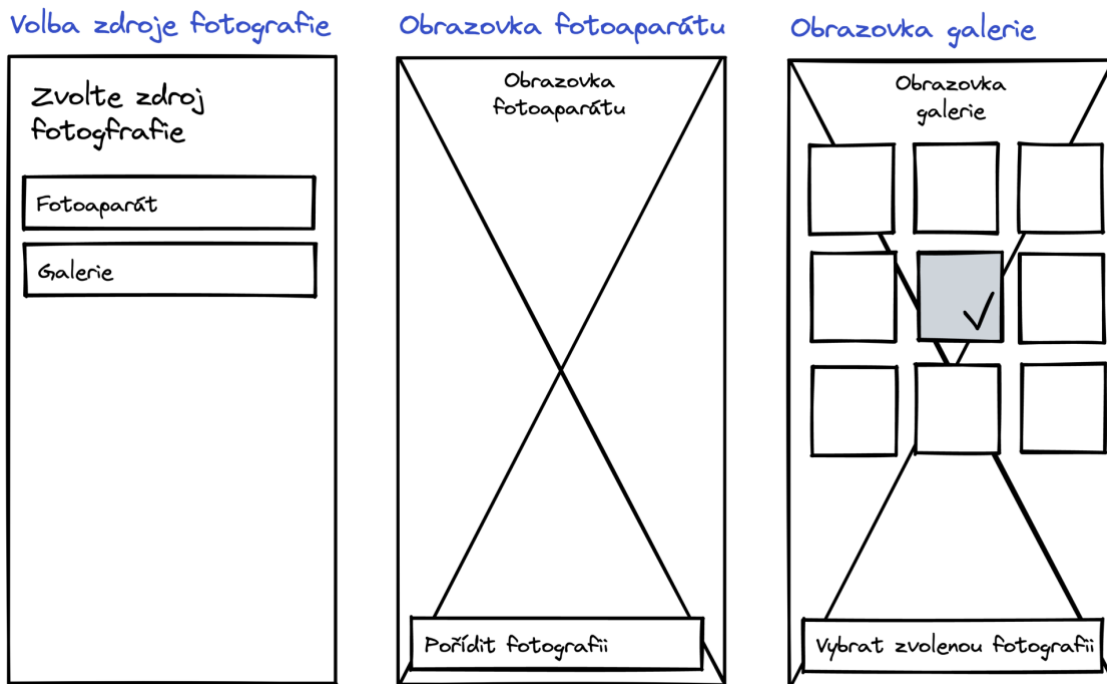 Volba zdroje fotografie
Zvolte zdroj
fotogfrafie
Fotoaparát
Galerie
Obrazovka fotoaparátu
Obrazovka
fotoaparátu
Pořídit fotografii
Obrazovka galerie
Obrazovka
galerie
Vybrat zvolenou fotografii